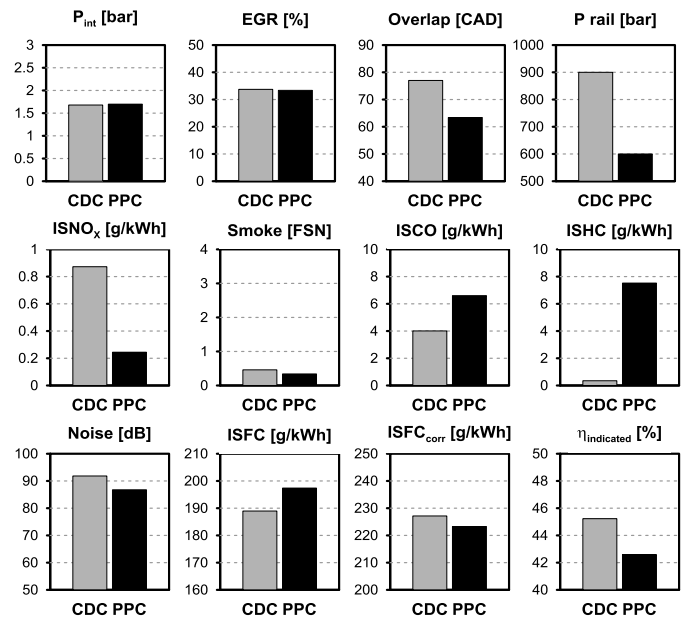 P_int [bar] EGR [%] Overlap [CAD] P rail [bar]
3 50 90 1000
2.5 40 80 900
2 30 70 800
1.5 20 60 700
1 10 50 600
0.5 0 40 500
0
CDC PPC CDC PPC CDC PPC CDC PPC
ISNO_X [g/kWh] Smoke [FSN] ISCO [g/kWh] ISHC [g/kWh]
1 4 10 10
0.8 3 8 8
0.6 2 6 6
0.4 1 4 4
0.2 0 2 2
0 0 0
CDC PPC CDC PPC CDC PPC CDC PPC
Noise [dB] ISFC [g/kWh] ISFC_corr [g/kWh] η_indicated [%]
100 210 250 50
90 200 240 48
80 190 230 46
70 180 220 44
60 170 210 42
50 160 200 40
CDC PPC CDC PPC CDC PPC CDC PPC